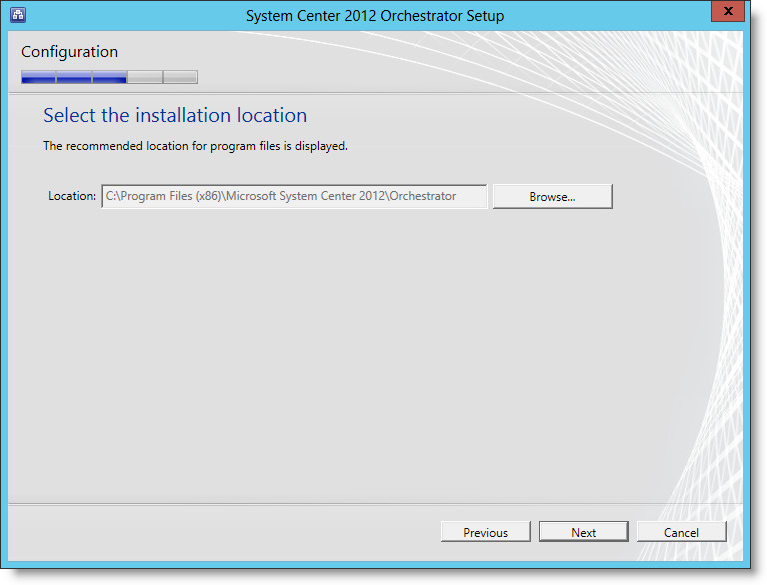 System Center 2012 Orchestrator Setup
x
Configuration
Select the installation location
The recommended location for program files is displayed.
Location: C:\Program Files (x86)\Microsoft System Center 2012\Orchestrator Browse...
Previous Next Cancel